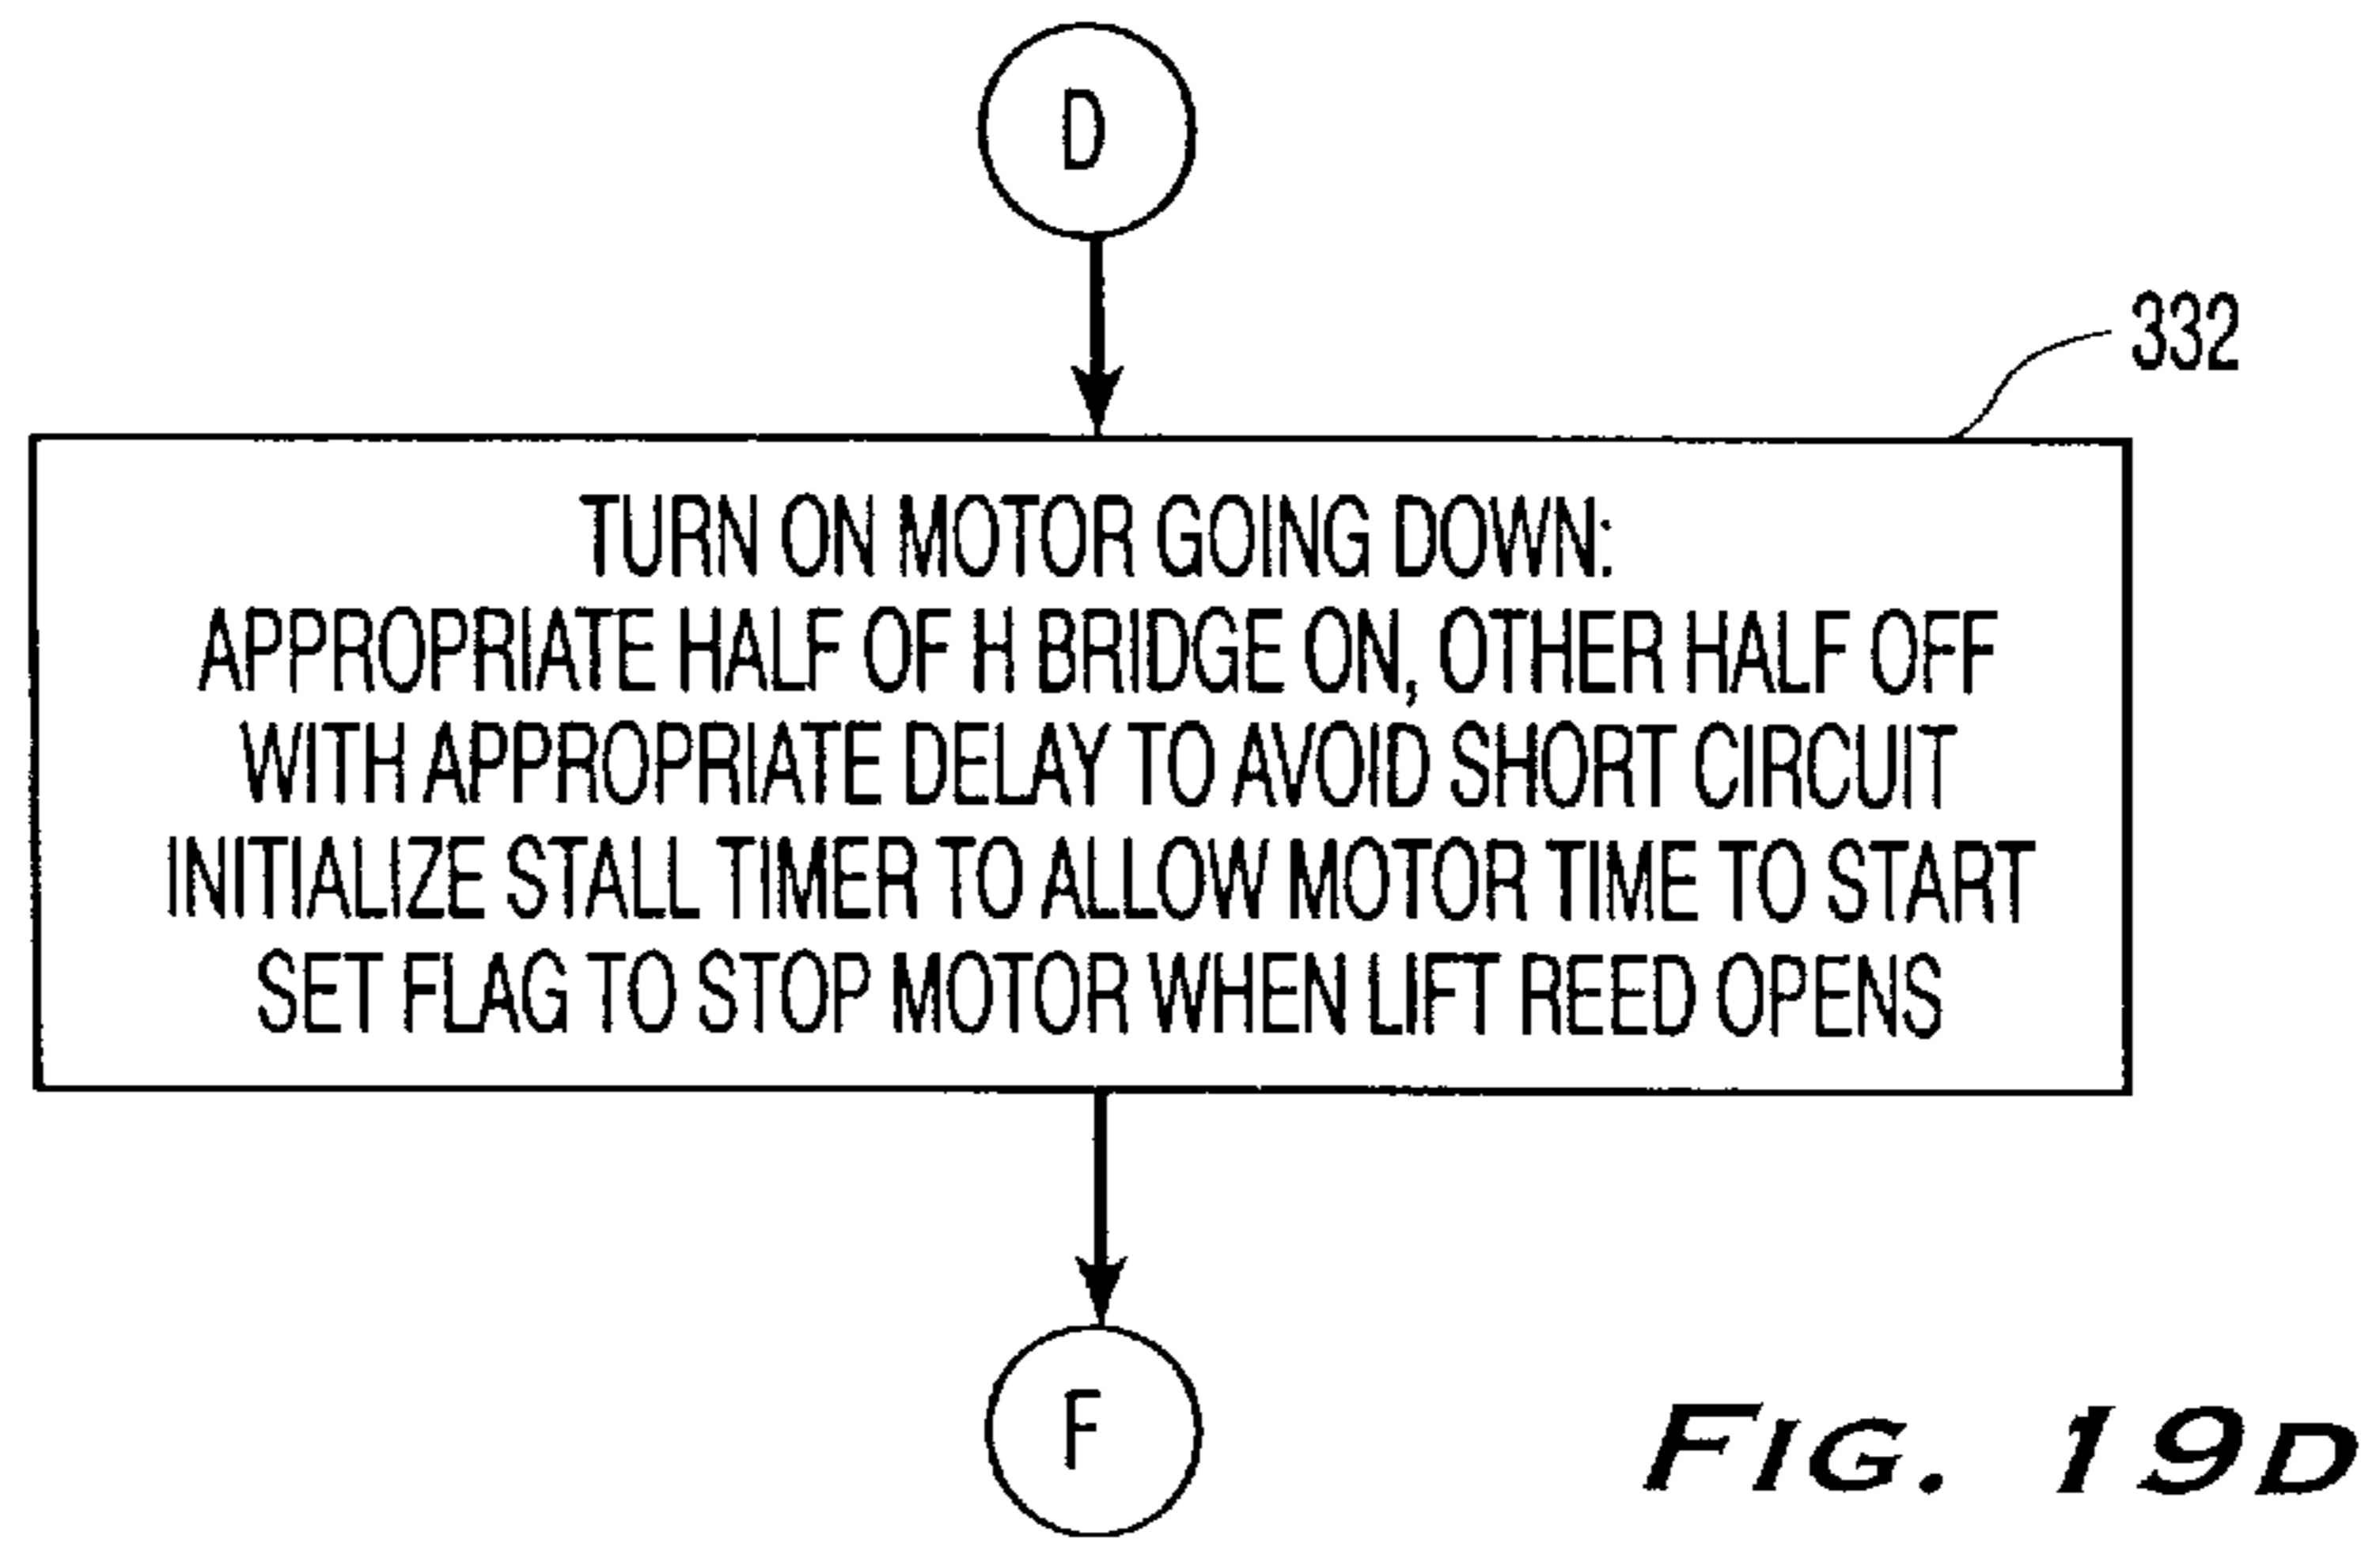 D
332
TURN ON MOTOR GOING DOWN:
APPROPRIATE HALF OF H BRIDGE ON, OTHER HALF OFF
WITH APPROPRIATE DELAY TO AVOID SHORT CIRCUIT
INITIALIZE STALL TIMER TO ALLOW MOTOR TIME TO START
SET FLAG TO STOP MOTOR WHEN LIFT REED OPENS
F
FIG. 19D